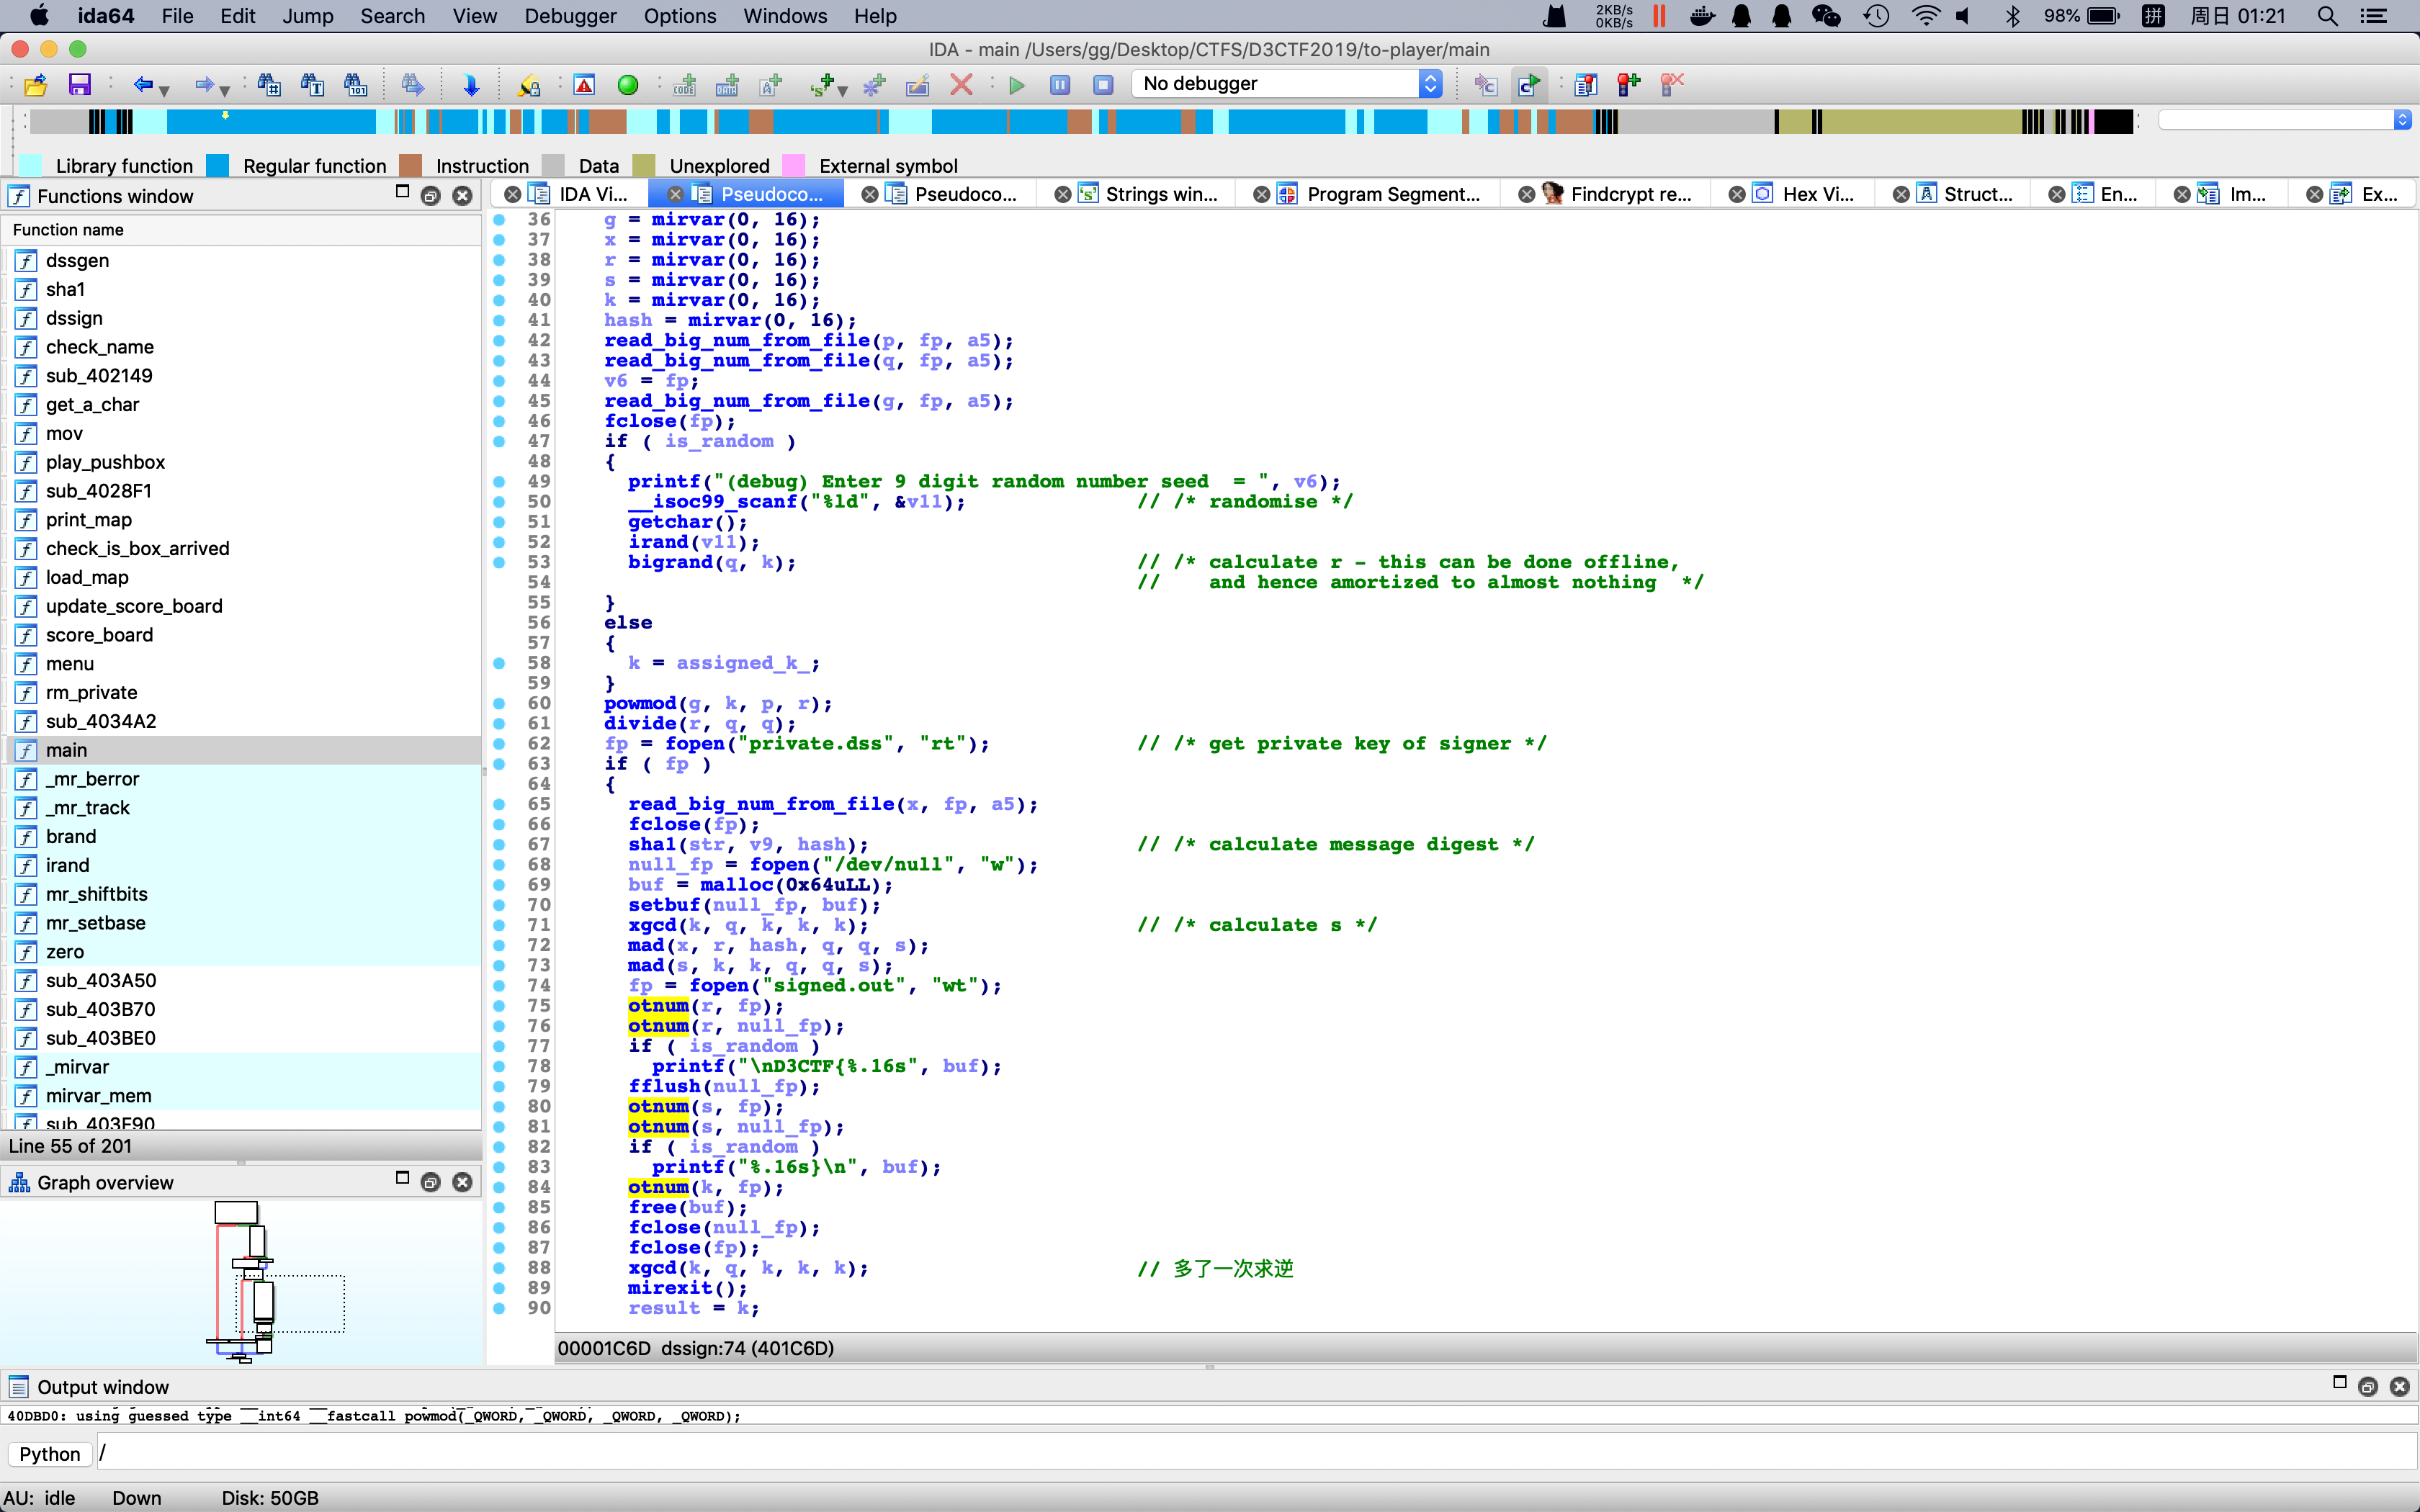 ida64 File Edit Jump Search View Debugger Options Windows Help 2KB/s 0KB/s 98% 拼 周日 01:21
IDA - main /Users/gg/Desktop/CTFS/D3CTF2019/to-player/main
No debugger
Library function Regular function Instruction Data Unexplored External symbol
Functions window
IDA Vi... Pseudoco... Pseudoco... Strings win... Program Segment... Findcrypt re... Hex Vi... Struct... En... Im... Ex...
Function name
dssgen
sha1
dssign
check_name
sub_402149
get_a_char
mov
play_pushbox
sub_4028F1
print_map
check_is_box_arrived
load_map
update_score_board
score_board
menu
rm_private
sub_4034A2
main
_mr_berror
_mr_track
brand
irand
mr_shiftbits
mr_setbase
zero
sub_403A50
sub_403B70
sub_403BE0
_mirvar
mirvar_mem
sub_403F90
Line 55 of 201
Graph overview
36 g = mirvar(0, 16);
37 x = mirvar(0, 16);
38 r = mirvar(0, 16);
39 s = mirvar(0, 16);
40 k = mirvar(0, 16);
41 hash = mirvar(0, 16);
42 read_big_num_from_file(p, fp, a5);
43 read_big_num_from_file(q, fp, a5);
44 v6 = fp;
45 read_big_num_from_file(g, fp, a5);
46 fclose(fp);
47 if ( is_random )
48 {
49 printf("(debug) Enter 9 digit random number seed  = ", v6);
50 __isoc99_scanf("%ld", &v11); // /* randomise */
51 getchar();
52 irand(v11);
53 bigrand(q, k); // /* calculate r - this can be done offline,
54 //    and hence amortized to almost nothing  */
55 }
56 else
57 {
58 k = assigned_k_;
59 }
60 powmod(g, k, p, r);
61 divide(r, q, q);
62 fp = fopen("private.dss", "rt"); // /* get private key of signer */
63 if ( fp )
64 {
65 read_big_num_from_file(x, fp, a5);
66 fclose(fp);
67 sha1(str, v9, hash); // /* calculate message digest */
68 null_fp = fopen("/dev/null", "w");
69 buf = malloc(0x64uLL);
70 setbuf(null_fp, buf);
71 xgcd(k, q, k, k, k); // /* calculate s */
72 mad(x, r, hash, q, q, s);
73 mad(s, k, k, q, q, s);
74 fp = fopen("signed.out", "wt");
75 otnum(r, fp);
76 otnum(r, null_fp);
77 if ( is_random )
78 printf("\nD3CTF{%.16s", buf);
79 fflush(null_fp);
80 otnum(s, fp);
81 otnum(s, null_fp);
82 if ( is_random )
83 printf("%.16s}\n", buf);
84 otnum(k, fp);
85 free(buf);
86 fclose(null_fp);
87 fclose(fp);
88 xgcd(k, q, k, k, k); // 多了一次求逆
89 mirexit();
90 result = k;
00001C6D dssign:74 (401C6D)
Output window
40DBD0: using guessed type __int64 __fastcall powmod(_QWORD, _QWORD, _QWORD, _QWORD);
Python /
AU: idle Down Disk: 50GB